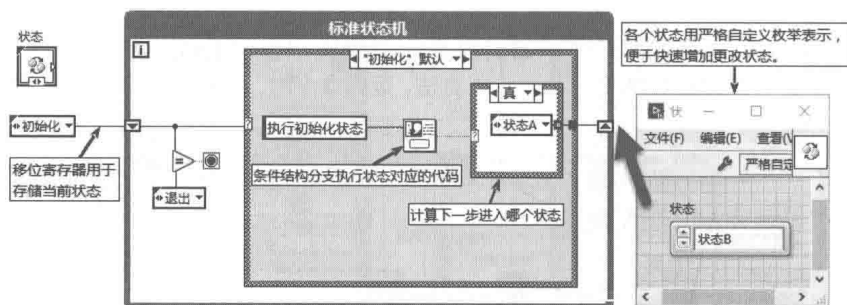 标准状态机
各个状态用严格自定义枚举表示，
便于快速增加更改状态。
状态
"初始化", 默认
真
初始化
执行初始化状态
状态A
移位寄存器用于
存储当前状态
条件结构分支执行状态对应的代码
退出
计算下一步进入哪个状态
文件(F) 编辑(E) 查看(V
严格自定
状态
状态B